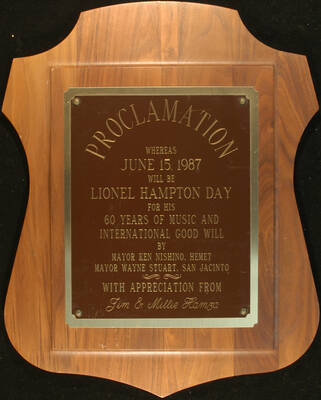 PROCLAMATION
WHEREAS
JUNE 15, 1987
WILL BE
LIONEL HAMPTON DAY
FOR HIS
60 YEARS OF MUSIC AND
INTERNATIONAL GOOD WILL
BY
MAYOR KEN NISHINO, HEMET
MAYOR WAYNE STUART, SAN JACINTO
WITH APPRECIATION FROM
Jim & Millie Hamra